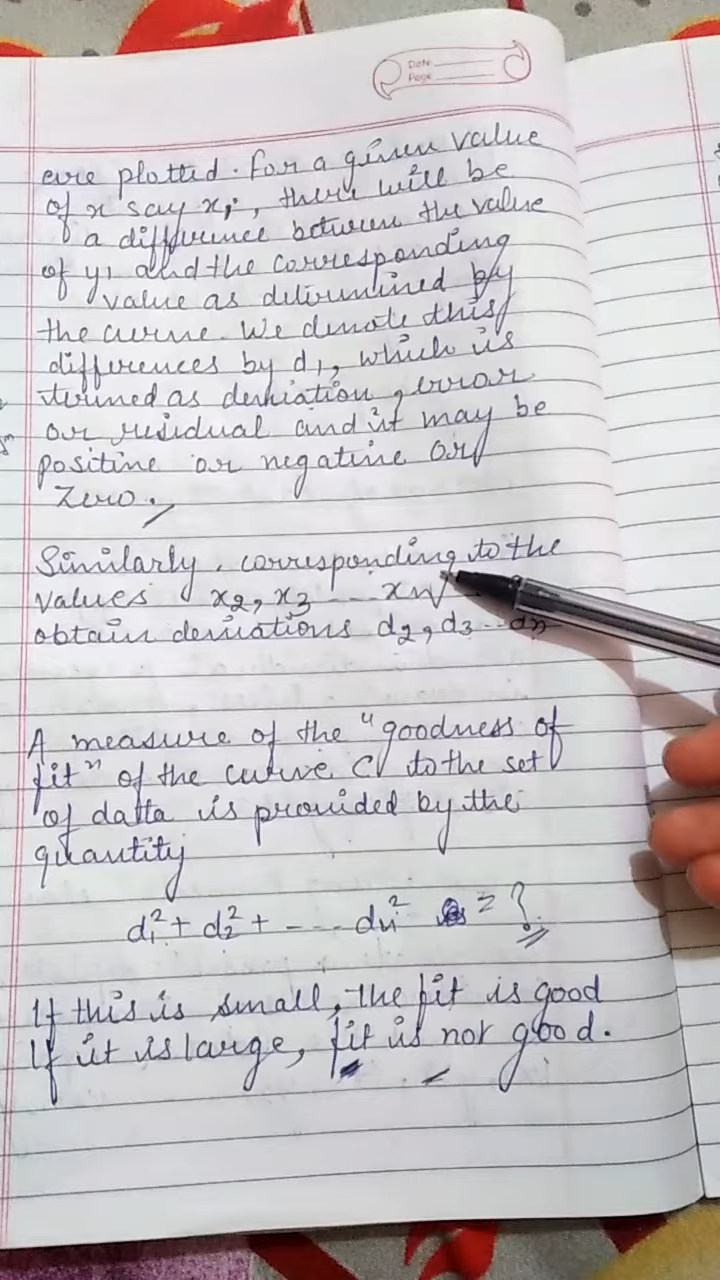 Date
Page
are plotted. For a given value
of x say x₁, there will be
a difference between the value
of y₁ and the corresponding
value as determined by
the curve. We denote this
differences by d₁, which is
termed as deviation, error
or residual and it may be
positive or negative or
Zero.
Similarly, corresponding to the
values x₂, x₃ ... xₙ
obtain deviations d₂, d₃ ... dₙ
A measure of the "goodness of
fit" of the curve C to the set
of datta is provided by the
quantity
d₁² + d₂² + - - - - dₙ² = ?
If this is small, the fit is good
If it is large, fit is not good.